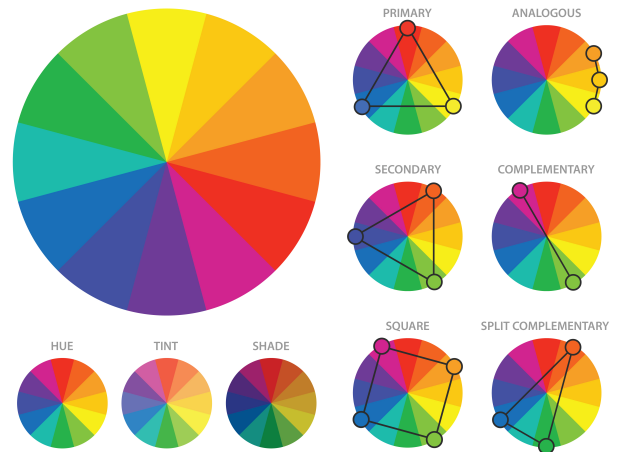 PRIMARY
ANALOGOUS
SECONDARY
COMPLEMENTARY
HUE
TINT
SHADE
SQUARE
SPLIT COMPLEMENTARY